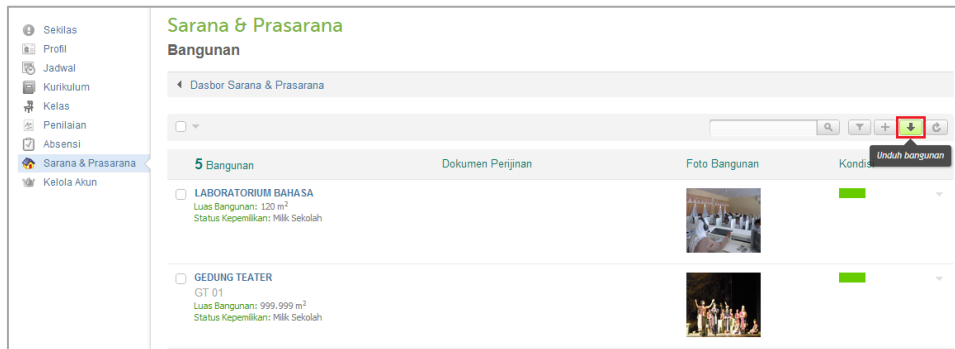 Sekilas
Profil
Jadwal
Kurikulum
Kelas
Penilaian
Absensi
Sarana & Prasarana
Kelola Akun
Sarana & Prasarana
Bangunan
Dasbor Sarana & Prasarana
Unduh bangunan
5 Bangunan Dokumen Perijinan Foto Bangunan Kondisi
LABORATORIUM BAHASA
Luas Bangunan: 120 m²
Status Kepemilikan: Milik Sekolah
GEDUNG TEATER
GT 01
Luas Bangunan: 999.999 m²
Status Kepemilikan: Milik Sekolah